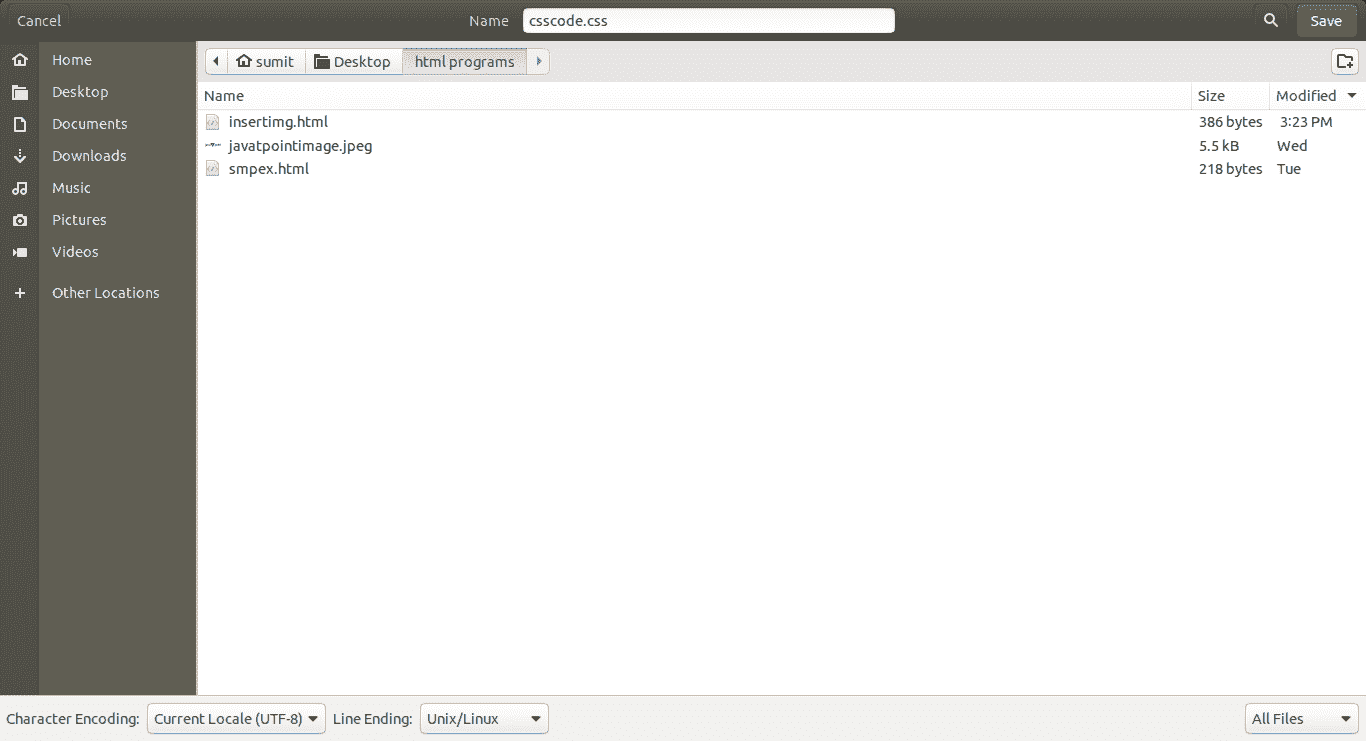 Cancel Name csscode.css Save
Home
Desktop
Documents
Downloads
Music
Pictures
Videos
Other Locations
sumit Desktop html programs
Name Size Modified
insertimg.html 386 bytes 3:23 PM
javatpointimage.jpeg 5.5 kB Wed
smpex.html 218 bytes Tue
Character Encoding: Current Locale (UTF-8) Line Ending: Unix/Linux All Files